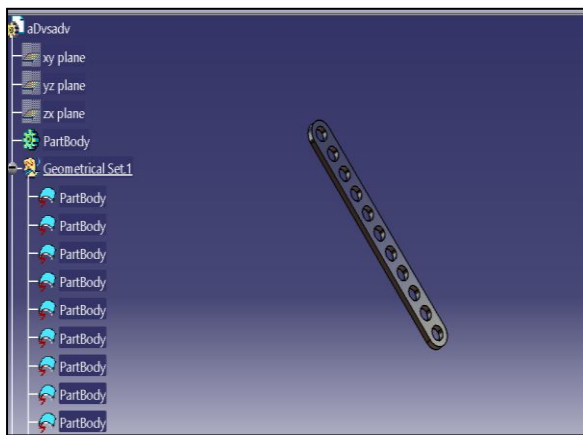 aDvsadv
xy plane
yz plane
zx plane
PartBody
Geometrical Set.1
PartBody
PartBody
PartBody
PartBody
PartBody
PartBody
PartBody
PartBody
PartBody